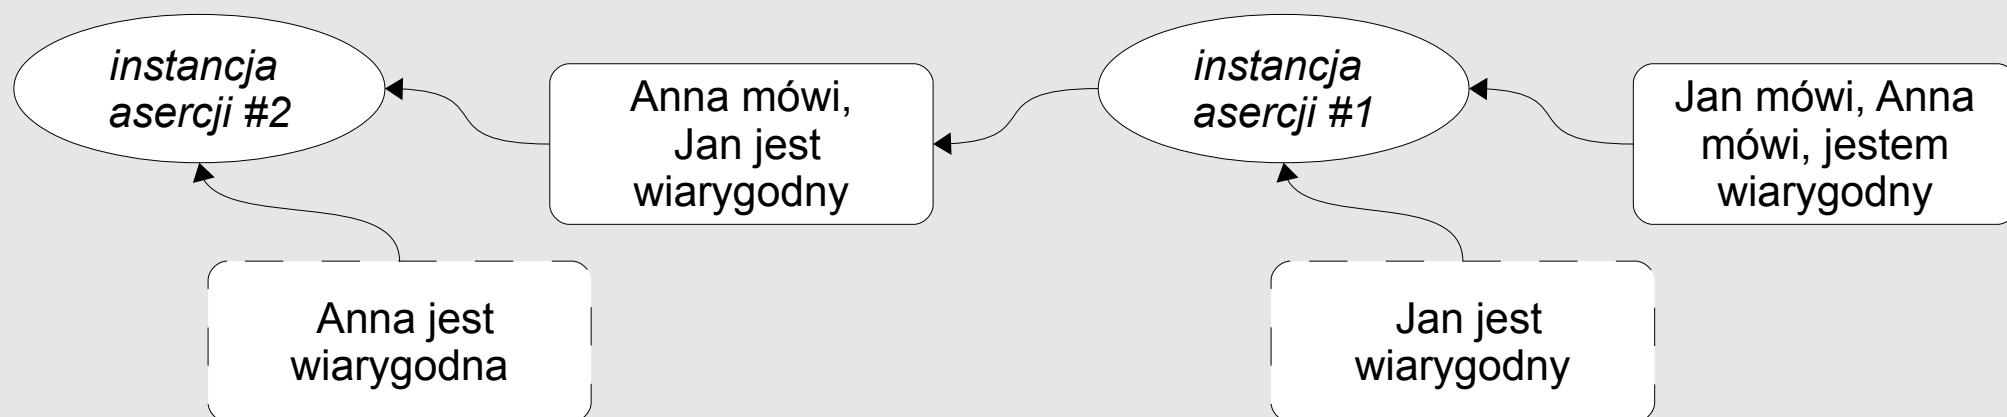 instancja
asercji #2
Anna mówi,
Jan jest
wiarygodny
instancja
asercji #1
Jan mówi, Anna
mówi, jestem
wiarygodny
Anna jest
wiarygodna
Jan jest
wiarygodny